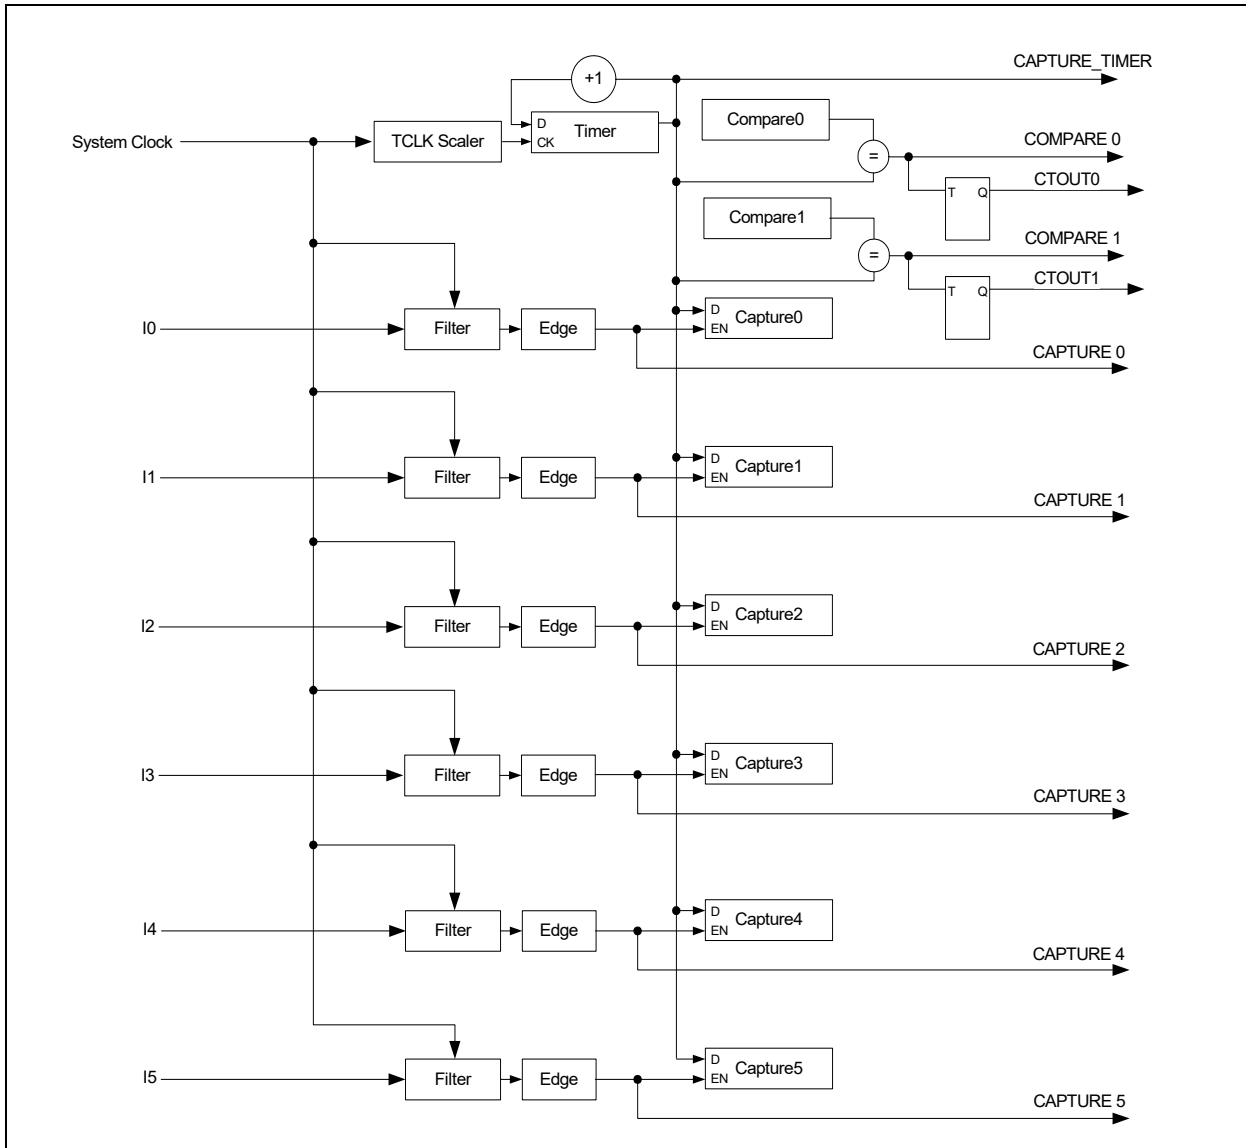 CAPTURE_TIMER
+1
Compare0
D
Timer
System Clock
TCLK Scaler
CK
COMPARE 0
=
CTOUT0
T Q
Compare1
COMPARE 1
=
CTOUT1
T Q
I0
Filter
Edge
D
EN
Capture0
CAPTURE 0
I1
Filter
Edge
D
EN
Capture1
CAPTURE 1
I2
Filter
Edge
D
EN
Capture2
CAPTURE 2
I3
Filter
Edge
D
EN
Capture3
CAPTURE 3
I4
Filter
Edge
D
EN
Capture4
CAPTURE 4
I5
Filter
Edge
D
EN
Capture5
CAPTURE 5